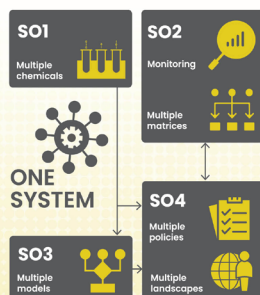 SO1
Multiple
chemicals
SO2
Monitoring
Multiple
matrices
ONE
SYSTEM
SO3
Multiple
models
SO4
Multiple
policies
Multiple
landscapes